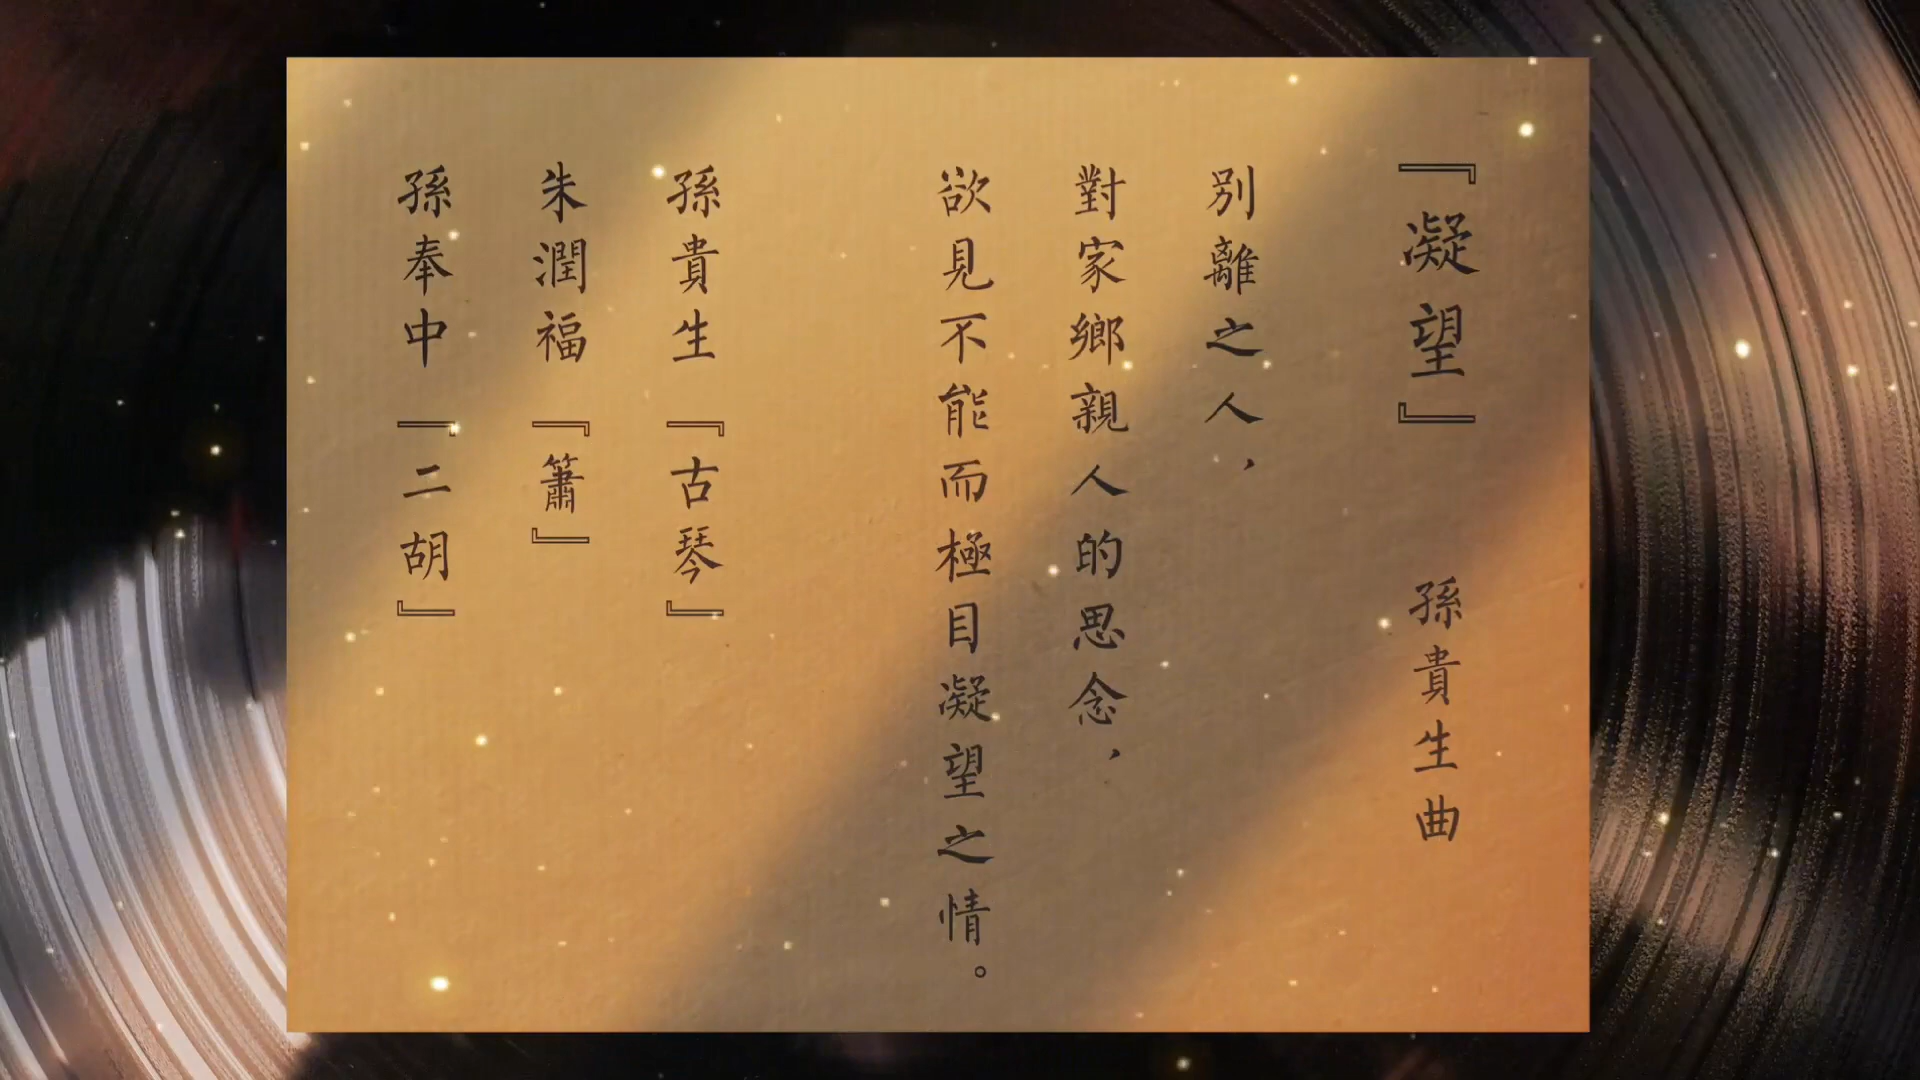 『凝望』 孫貴生曲
別離之人，
對家鄉親人的思念，
欲見不能而極目凝望之情。
孫貴生『古琴』
朱潤福『簫』
孫奉中『二胡』